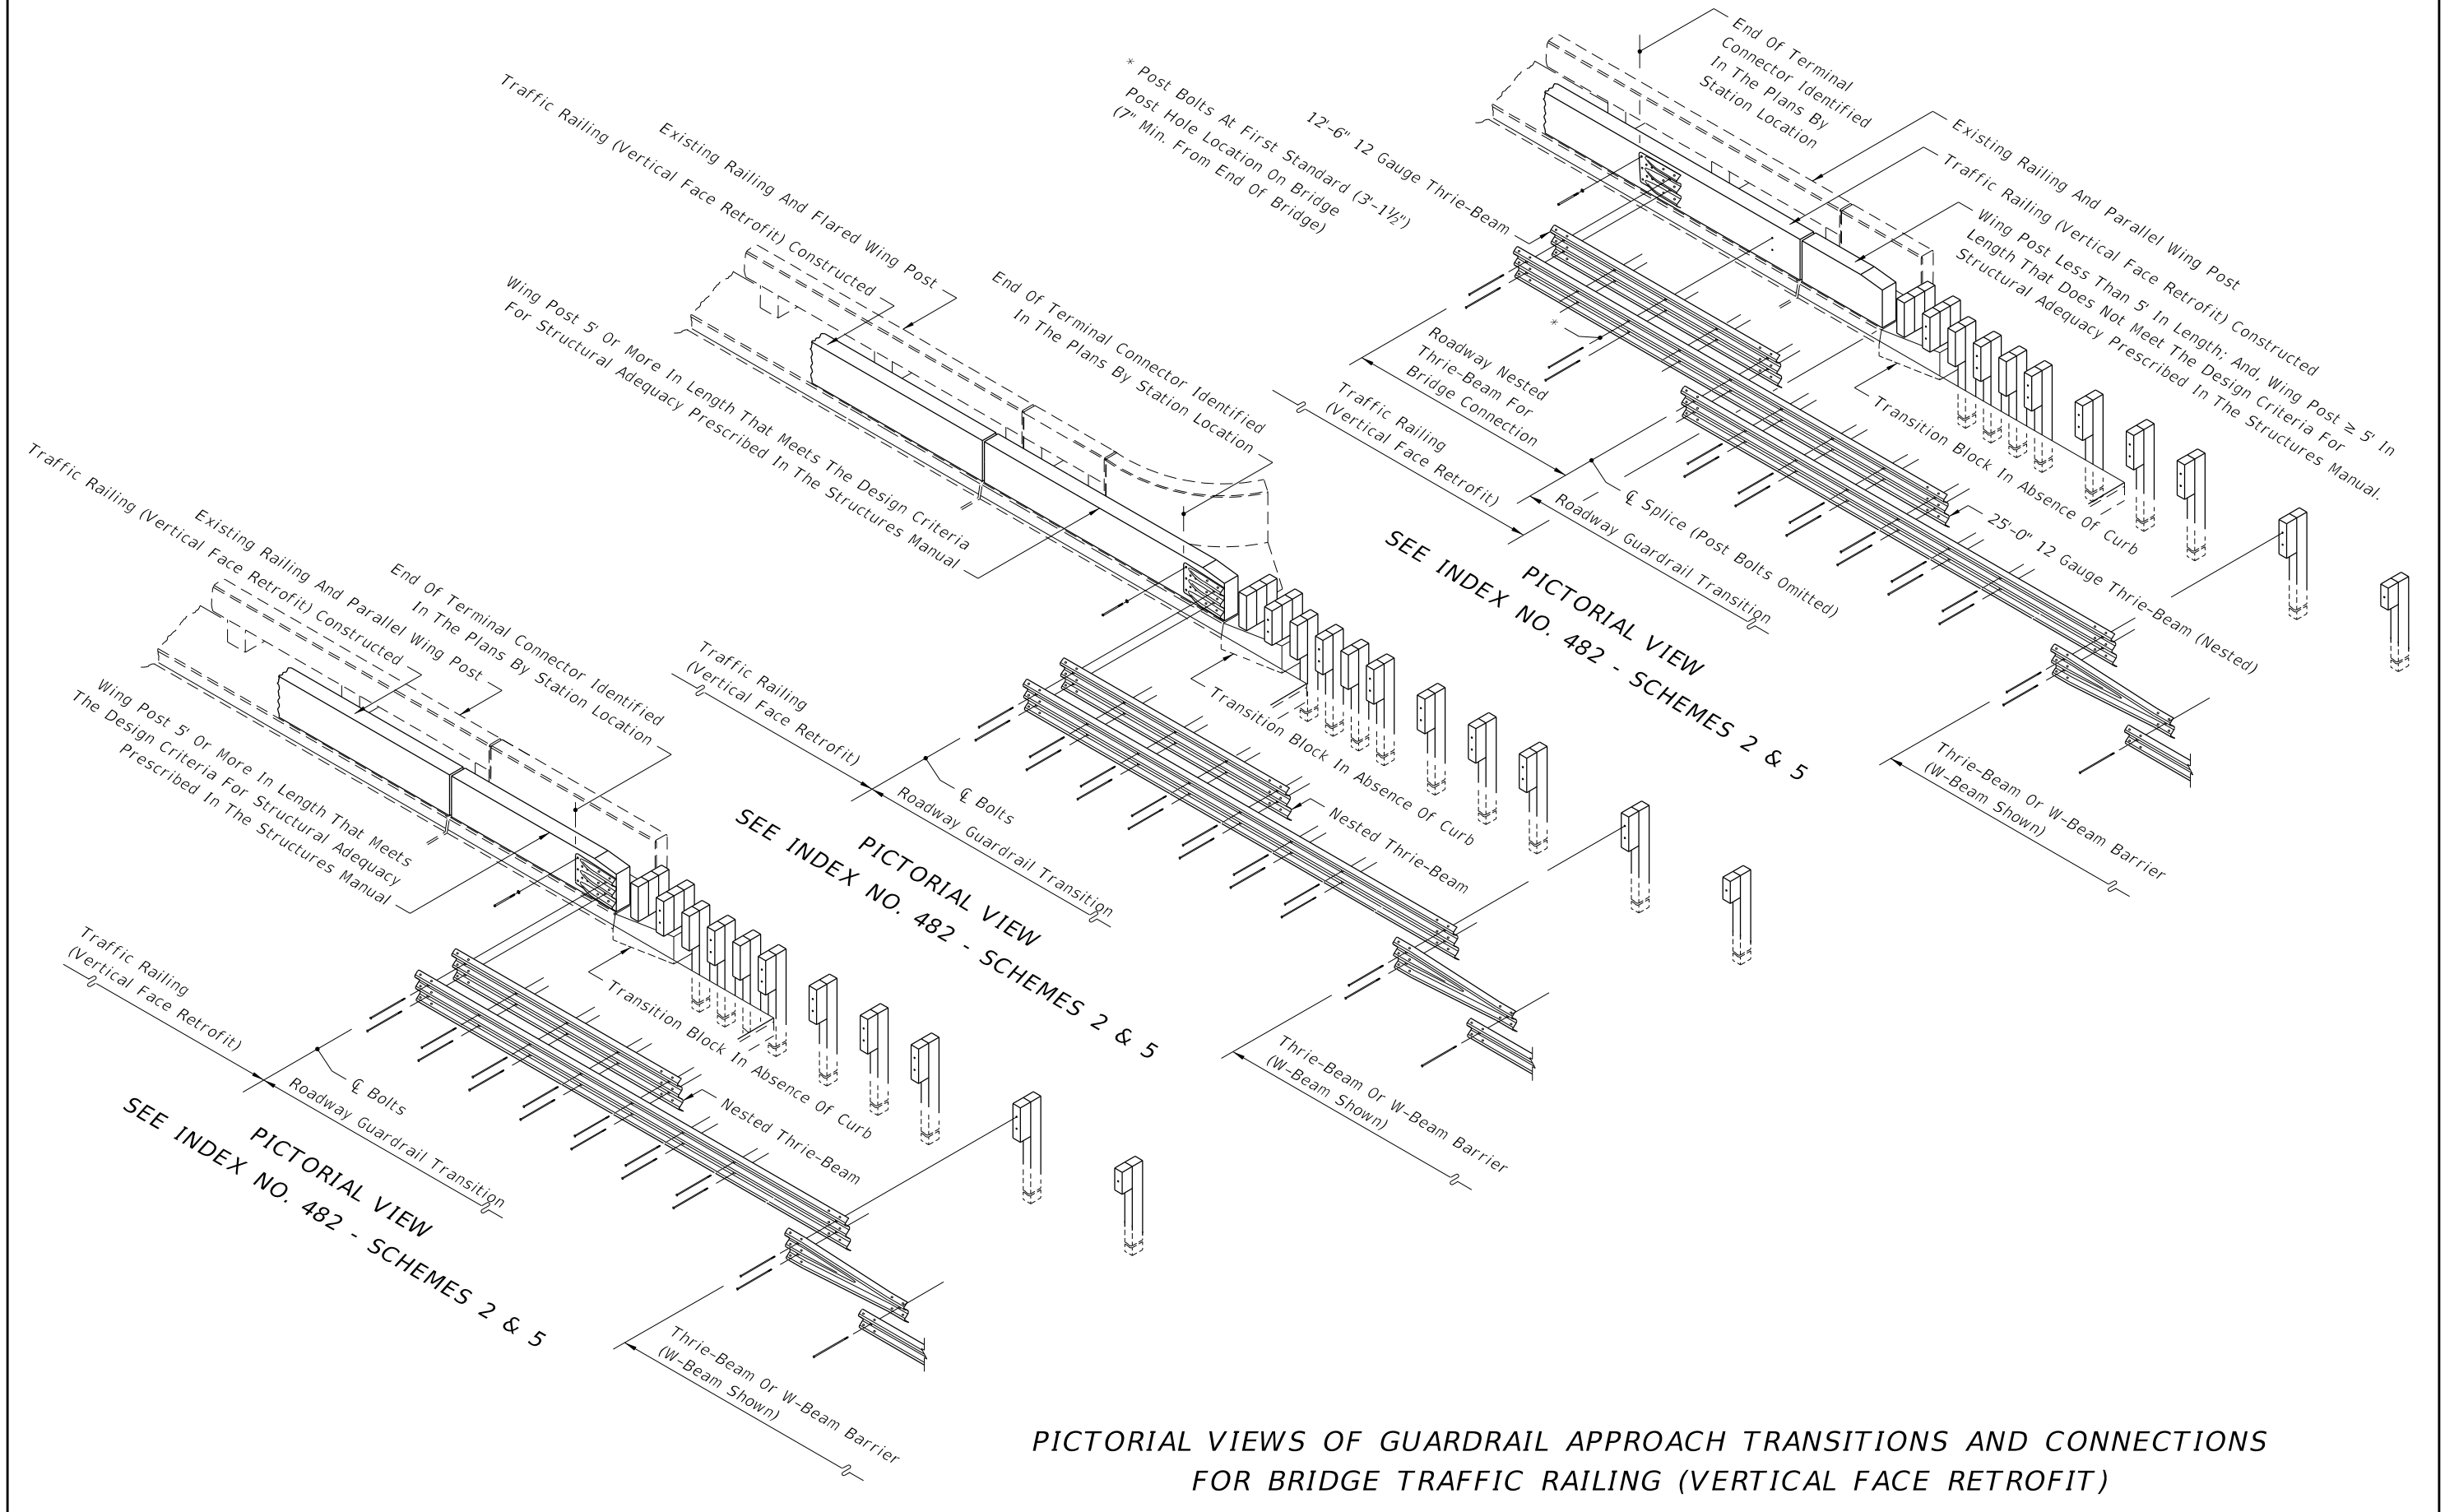 Traffic Railing (Vertical Face Retrofit) Constructed
Existing Railing And Parallel Wing Post
End Of Terminal Connector Identified
In The Plans By Station Location
Wing Post 5' Or More In Length That Meets
The Design Criteria For Structural Adequacy
Prescribed In The Structures Manual
Traffic Railing
(Vertical Face Retrofit)
℄ Bolts
Roadway Guardrail Transition
Transition Block In Absence Of Curb
Nested Thrie-Beam
Thrie-Beam Or W-Beam Barrier
(W-Beam Shown)
PICTORIAL VIEW
SEE INDEX NO. 482 - SCHEMES 2 & 5
Traffic Railing (Vertical Face Retrofit) Constructed
Existing Railing And Flared Wing Post
End Of Terminal Connector Identified
In The Plans By Station Location
Wing Post 5' Or More In Length That Meets The Design Criteria
For Structural Adequacy Prescribed In The Structures Manual
Traffic Railing
(Vertical Face Retrofit)
℄ Bolts
Roadway Guardrail Transition
Transition Block In Absence Of Curb
Nested Thrie-Beam
Thrie-Beam Or W-Beam Barrier
(W-Beam Shown)
PICTORIAL VIEW
SEE INDEX NO. 482 - SCHEMES 2 & 5
* Post Bolts At First Standard (3'-1½")
Post Hole Location On Bridge
(7" Min. From End Of Bridge)
12'-6" 12 Gauge Thrie-Beam
End Of Terminal
Connector Identified
In The Plans By
Station Location
Existing Railing And Parallel Wing Post
Traffic Railing (Vertical Face Retrofit) Constructed
Wing Post Less Than 5' In Length; And, Wing Post ≥ 5' In
Length That Does Not Meet The Design Criteria For
Structural Adequacy Prescribed In The Structures Manual.
*
Roadway Nested
Thrie-Beam For
Bridge Connection
Traffic Railing
(Vertical Face Retrofit)
℄ Splice (Post Bolts Omitted)
Roadway Guardrail Transition
Transition Block In Absence Of Curb
25'-0" 12 Gauge Thrie-Beam (Nested)
Thrie-Beam Or W-Beam Barrier
(W-Beam Shown)
PICTORIAL VIEW
SEE INDEX NO. 482 - SCHEMES 2 & 5
PICTORIAL VIEWS OF GUARDRAIL APPROACH TRANSITIONS AND CONNECTIONS
FOR BRIDGE TRAFFIC RAILING (VERTICAL FACE RETROFIT)